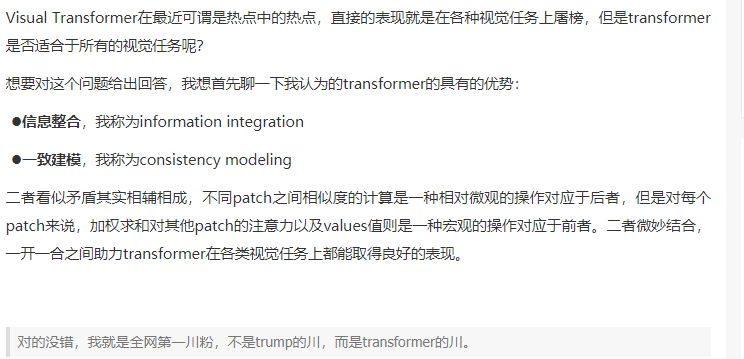 Visual Transformer在最近可谓是热点中的热点，直接的表现就是在各种视觉任务上屠榜，但是transformer
是否适合于所有的视觉任务呢？
想要对这个问题给出回答，我想首先聊一下我认为的transformer的具有的优势：
●信息整合，我称为information integration
●一致建模，我称为consistency modeling
二者看似矛盾其实相辅相成，不同patch之间相似度的计算是一种相对微观的操作对应于后者，但是对每个
patch来说，加权求和对其他patch的注意力以及values值则是一种宏观的操作对应于前者。二者微妙结合，
一开一合之间助力transformer在各类视觉任务上都能取得良好的表现。
对的没错，我就是全网第一川粉，不是trump的川，而是transformer的川。